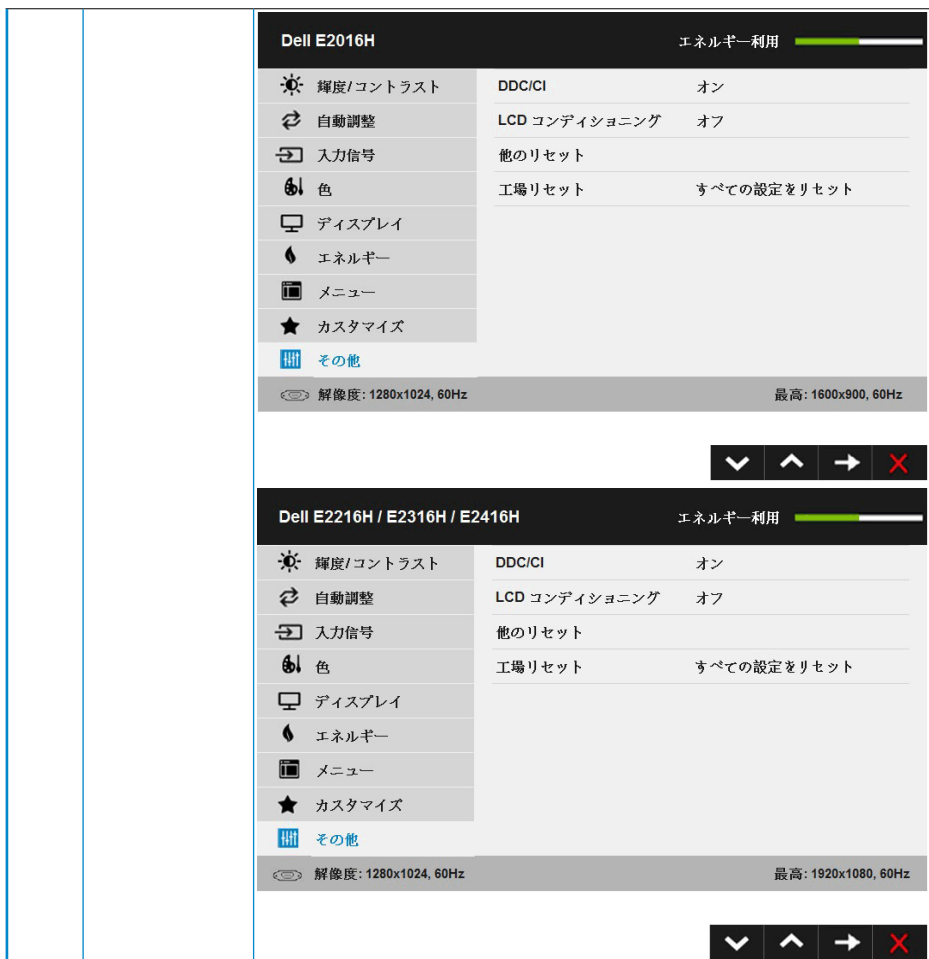 Dell E2016H エネルギー利用
輝度/コントラスト DDC/CI オン
自動調整 LCD コンディショニング オフ
入力信号 他のリセット
色 工場リセット すべての設定をリセット
ディスプレイ
エネルギー
メニュー
カスタマイズ
その他
解像度: 1280x1024, 60Hz 最高: 1600x900, 60Hz
Dell E2216H / E2316H / E2416H エネルギー利用
輝度/コントラスト DDC/CI オン
自動調整 LCD コンディショニング オフ
入力信号 他のリセット
色 工場リセット すべての設定をリセット
ディスプレイ
エネルギー
メニュー
カスタマイズ
その他
解像度: 1280x1024, 60Hz 最高: 1920x1080, 60Hz